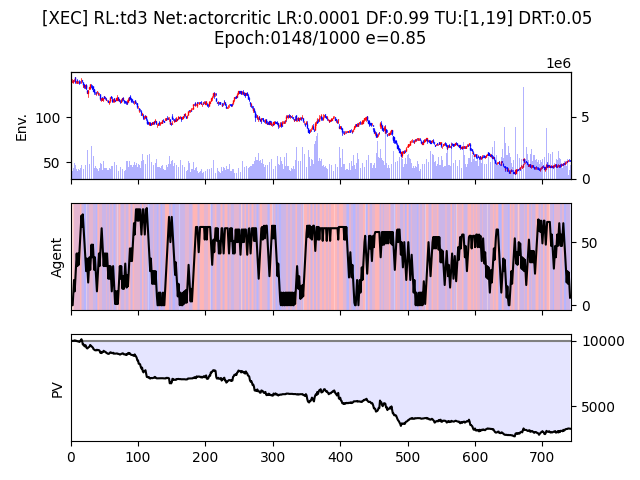 [XEC] RL:td3 Net:actorcritic LR:0.0001 DF:0.99 TU:[1,19] DRT:0.05
Epoch:0148/1000 e=0.85
1e6
Env.
100
50
5
0
Agent
50
0
PV
10000
5000
0 100 200 300 400 500 600 700